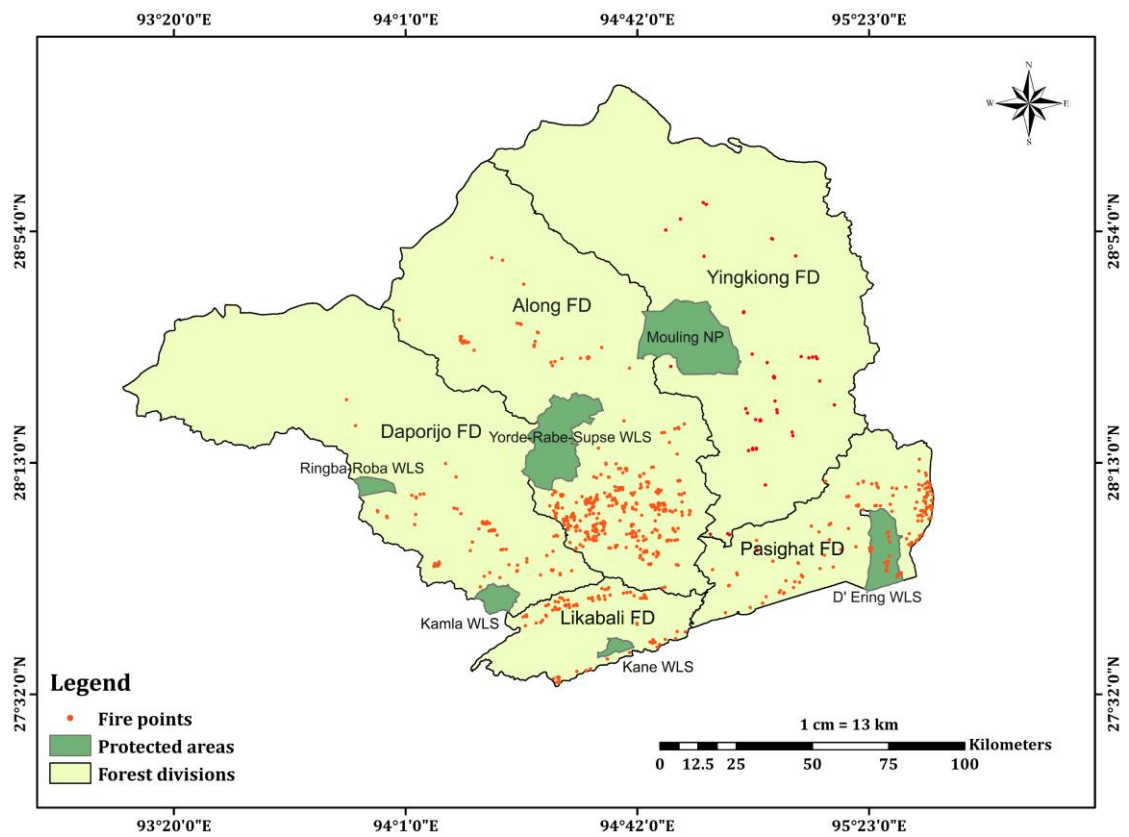 93°20'0"E 94°1'0"E 94°42'0"E 95°23'0"E
N
W E
S
28°54'0"N 28°54'0"N
Yingkiong FD
Along FD
Mouling NP
Daporijo FD
Yorde-Rabe-Supse WLS
Ringba-Roba WLS
28°13'0"N 28°13'0"N
Pasighat FD
D' Ering WLS
Kamla WLS
Likabali FD
Kane WLS
27°32'0"N 27°32'0"N
Legend
Fire points
Protected areas
Forest divisions
1 cm = 13 km
Kilometers
0 12.5 25 50 75 100
93°20'0"E 94°1'0"E 94°42'0"E 95°23'0"E